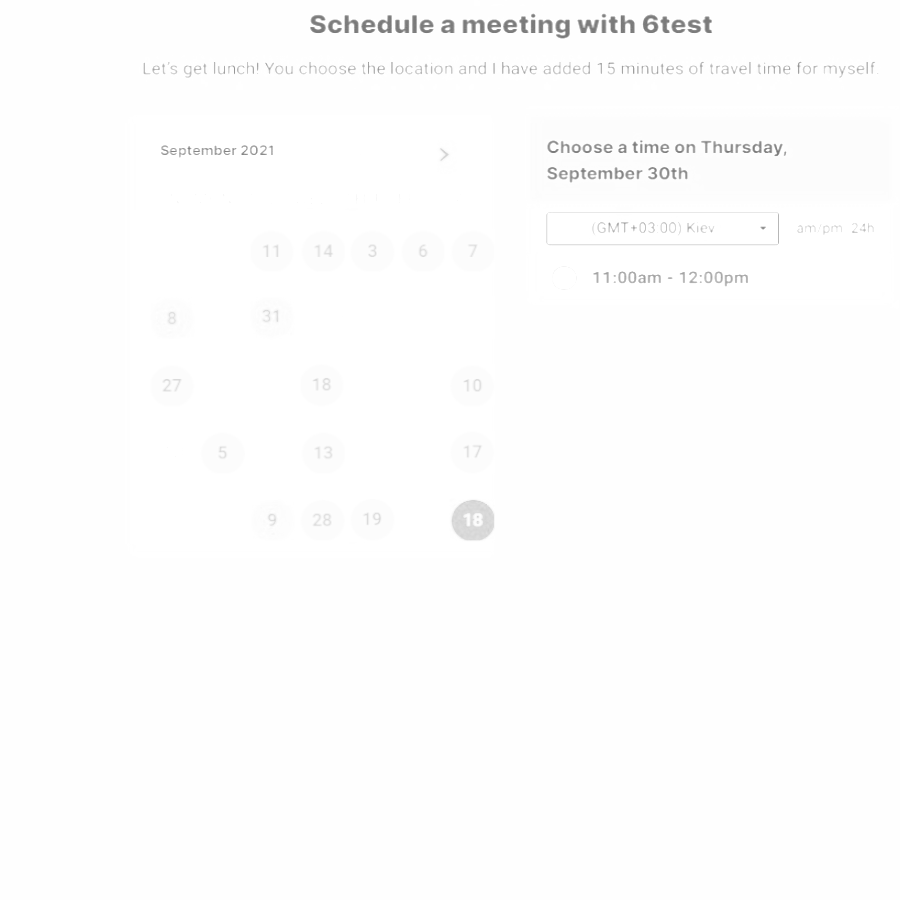 Schedule a meeting with 6test
Let's get lunch! You choose the location and I have added 15 minutes of travel time for myself.
September 2021
11 14 3 6 7
8 31
27 18 10
5 13 17
9 28 19 18
Choose a time on Thursday,
September 30th
(GMT+03:00) Kiev am/pm 24h
11:00am - 12:00pm